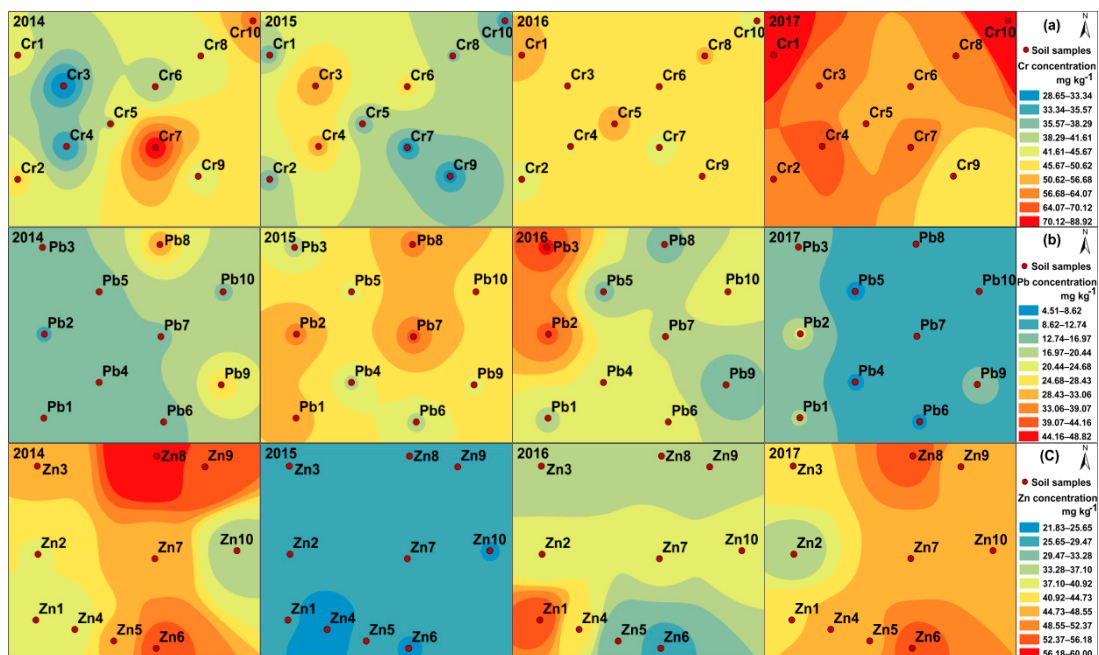 2014
Cr1
Cr3
Cr4
Cr2
Cr5
Cr6
Cr7
Cr8
Cr9
Cr10
2015
Cr1
Cr3
Cr4
Cr2
Cr5
Cr6
Cr7
Cr8
Cr9
Cr10
2016
Cr1
Cr3
Cr4
Cr2
Cr5
Cr6
Cr7
Cr8
Cr9
Cr10
2017
Cr1
Cr3
Cr4
Cr2
Cr5
Cr6
Cr7
Cr8
Cr9
Cr10
(a)
N
Soil samples
Cr concentration
mg kg-1
28.65–33.34
33.34–35.57
35.57–38.29
38.29–41.61
41.61–45.67
45.67–50.62
50.62–56.68
56.68–64.07
64.07–70.12
70.12–88.92
2014
Pb3
Pb8
Pb5
Pb10
Pb2
Pb7
Pb4
Pb9
Pb1
Pb6
2015
Pb3
Pb8
Pb5
Pb10
Pb2
Pb7
Pb4
Pb9
Pb1
Pb6
2016
Pb3
Pb8
Pb5
Pb10
Pb2
Pb7
Pb4
Pb9
Pb1
Pb6
2017
Pb3
Pb8
Pb5
Pb10
Pb2
Pb7
Pb4
Pb9
Pb1
Pb6
(b)
N
Soil samples
Pb concentration
mg kg-1
4.51–8.62
8.62–12.74
12.74–16.97
16.97–20.44
20.44–24.68
24.68–28.43
28.43–33.06
33.06–39.07
39.07–44.16
44.16–48.82
2014
Zn3
Zn8
Zn9
Zn2
Zn7
Zn10
Zn1
Zn4
Zn5
Zn6
2015
Zn3
Zn8
Zn9
Zn2
Zn7
Zn10
Zn1
Zn4
Zn5
Zn6
2016
Zn3
Zn8
Zn9
Zn2
Zn7
Zn10
Zn1
Zn4
Zn5
Zn6
2017
Zn3
Zn8
Zn9
Zn2
Zn7
Zn10
Zn1
Zn4
Zn5
Zn6
(C)
N
Soil samples
Zn concentration
mg kg-1
21.83–25.65
25.65–29.47
29.47–33.28
33.28–37.10
37.10–40.92
40.92–44.73
44.73–48.55
48.55–52.37
52.37–56.18
56.18–60.00